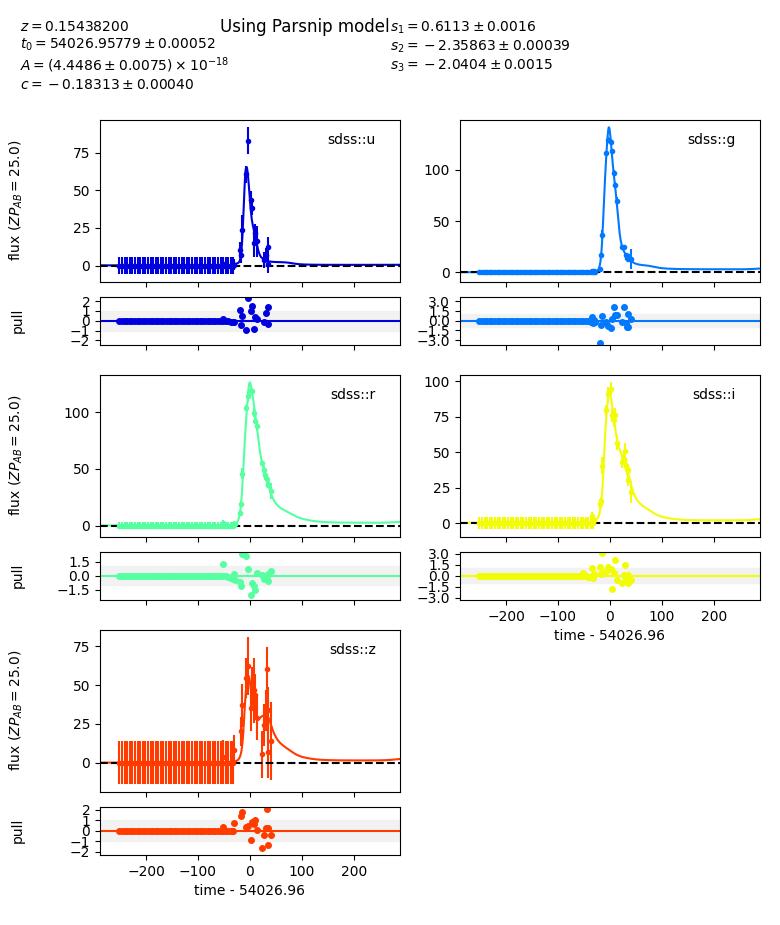 Using Parsnip model
z = 0.15438200
t₀ = 54026.95779 ± 0.00052
A = (4.4486 ± 0.0075) × 10⁻¹⁸
c = −0.18313 ± 0.00040
s₁ = 0.6113 ± 0.0016
s₂ = −2.35863 ± 0.00039
s₃ = −2.0404 ± 0.0015
flux (ZP_AB = 25.0)
75
50
25
0
sdss::u
100
50
0
sdss::g
pull
2
1
0
−1
−2
3.0
1.5
0.0
−1.5
−3.0
flux (ZP_AB = 25.0)
100
50
0
sdss::r
100
75
50
25
0
sdss::i
pull
1.5
0.0
−1.5
3.0
1.5
0.0
−1.5
−3.0
−200 −100 0 100 200
time - 54026.96
flux (ZP_AB = 25.0)
75
50
25
0
sdss::z
pull
2
1
0
−1
−2
−200 −100 0 100 200
time - 54026.96